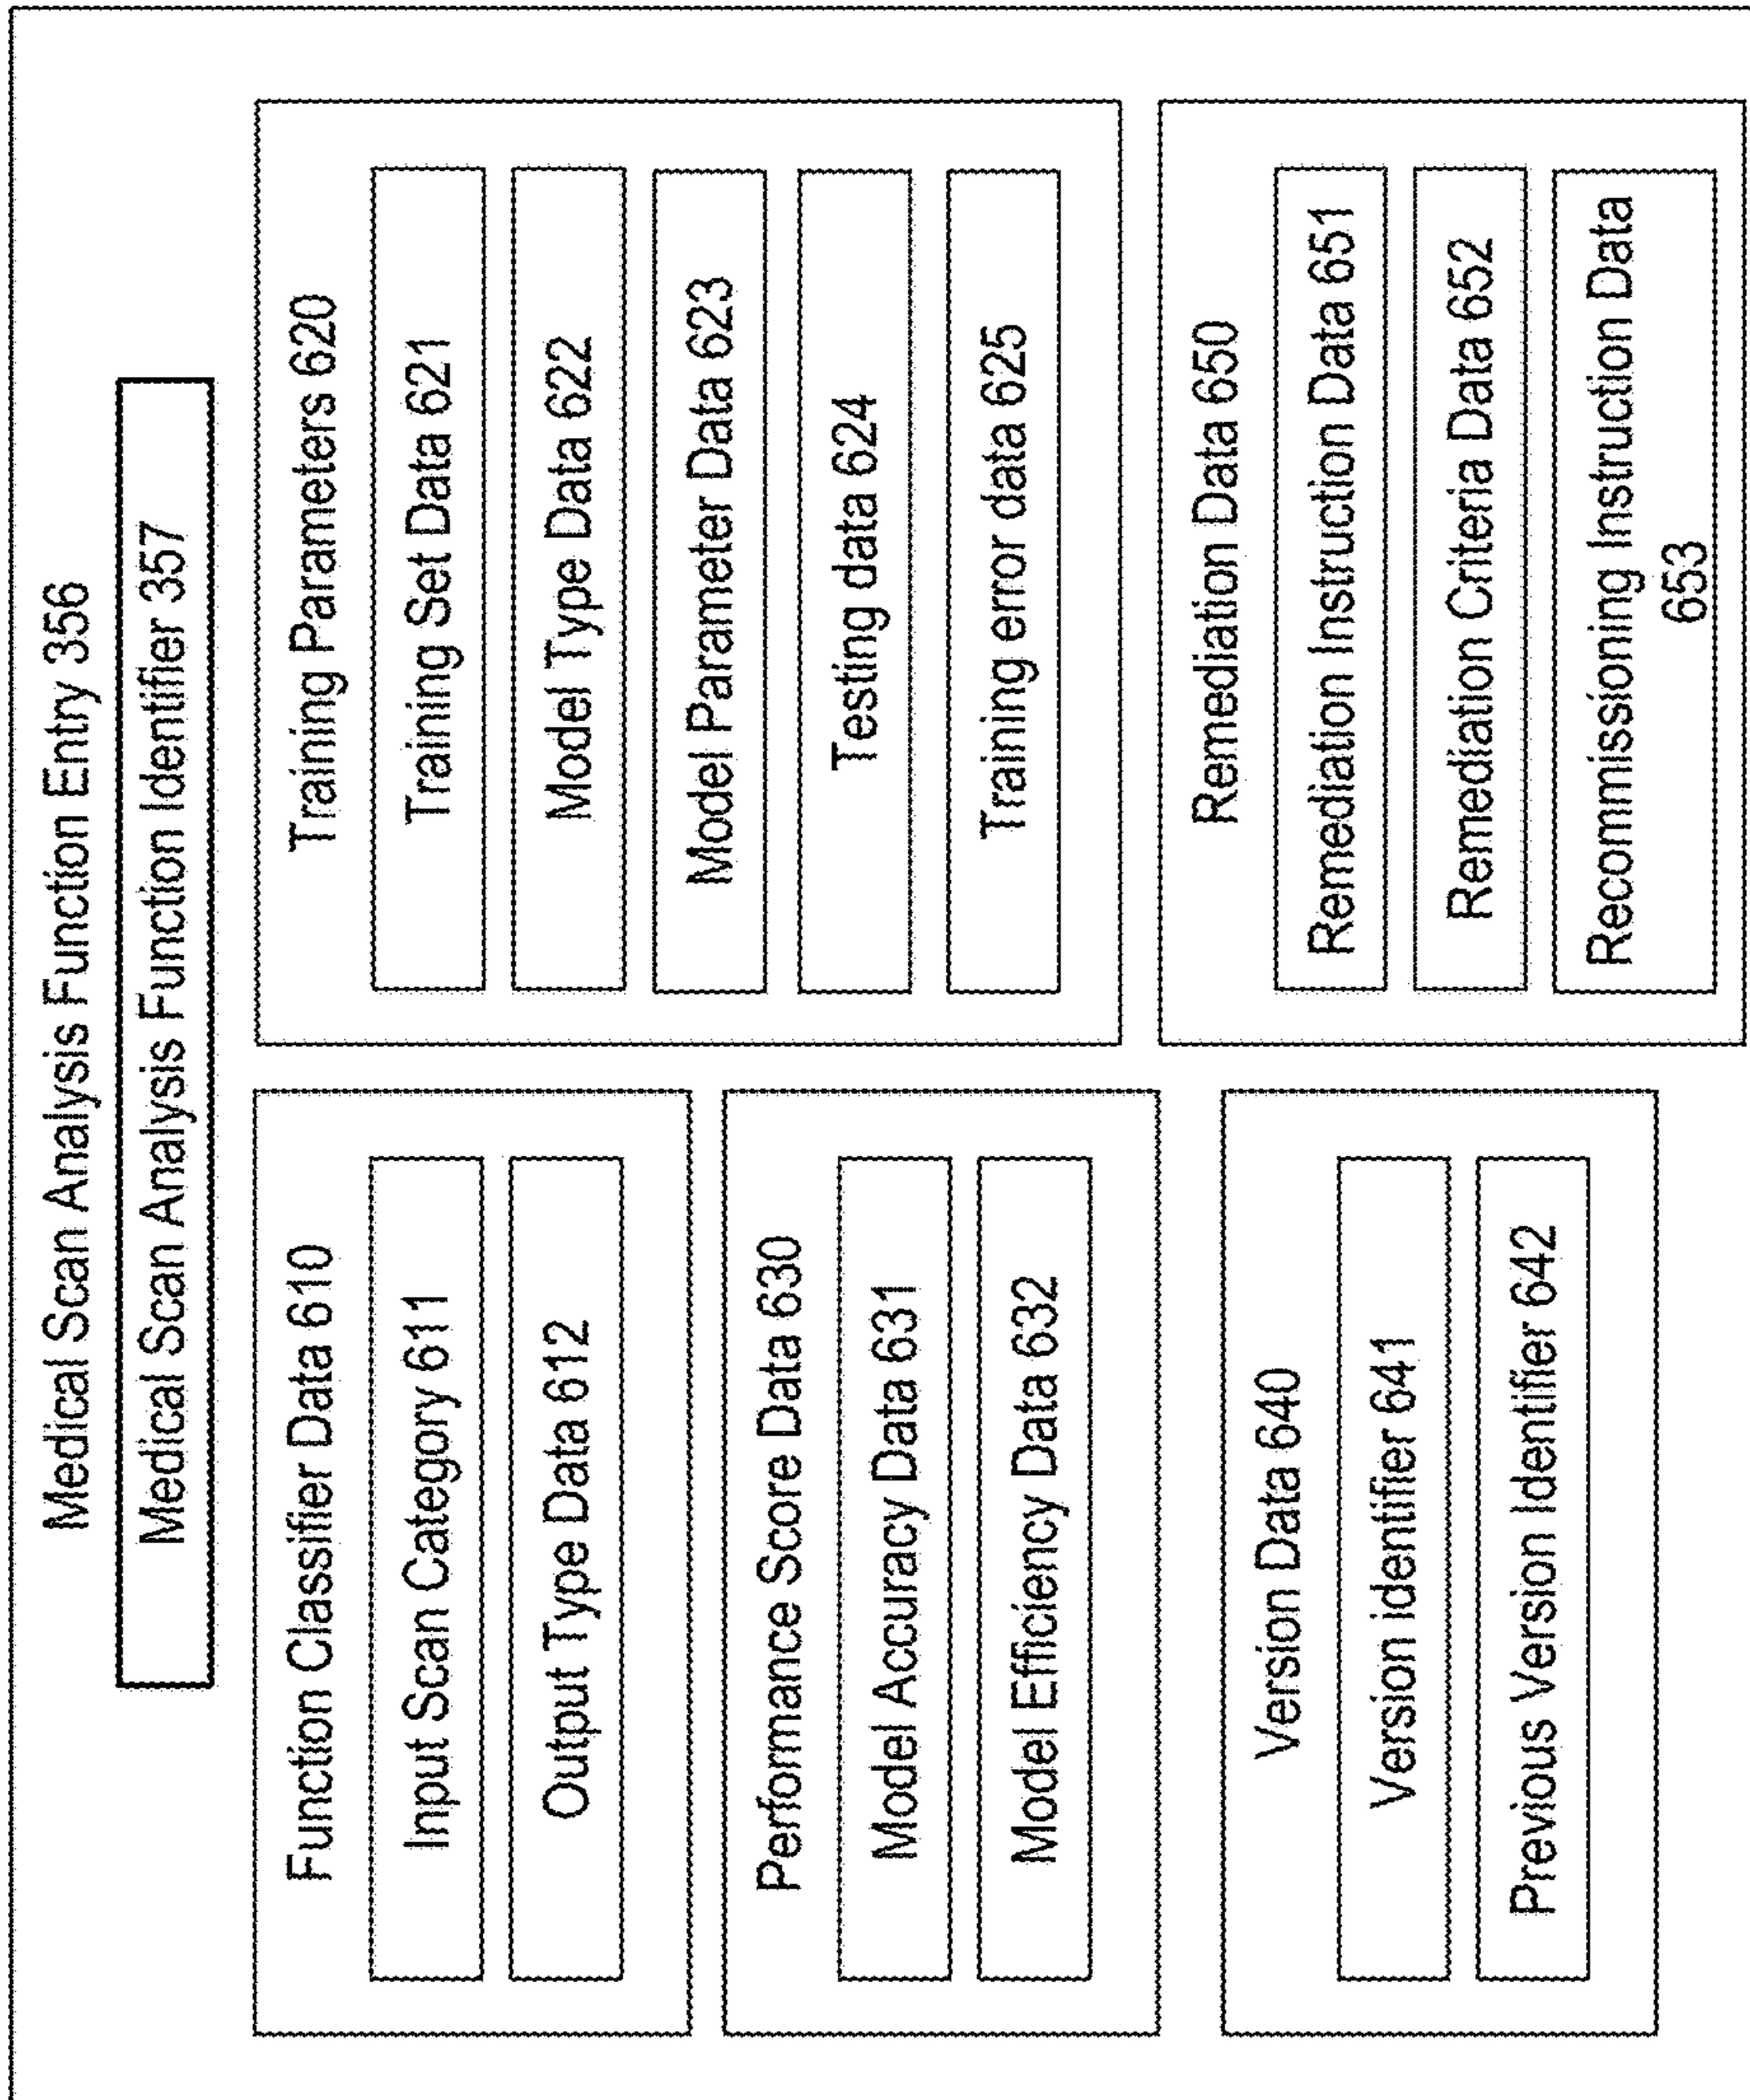 Medical Scan Analysis Function Entry 356
Medical Scan Analysis Function Identifier 357
Function Classifier Data 610
Input Scan Category 611
Output Type Data 612
Performance Score Data 630
Model Accuracy Data 631
Model Efficiency Data 632
Version Data 640
Version identifier 641
Previous Version Identifier 642
Training Parameters 620
Training Set Data 621
Model Type Data 622
Model Parameter Data 623
Testing data 624
Training error data 625
Remediation Data 650
Remediation Instruction Data 651
Remediation Criteria Data 652
Recommissioning Instruction Data
653